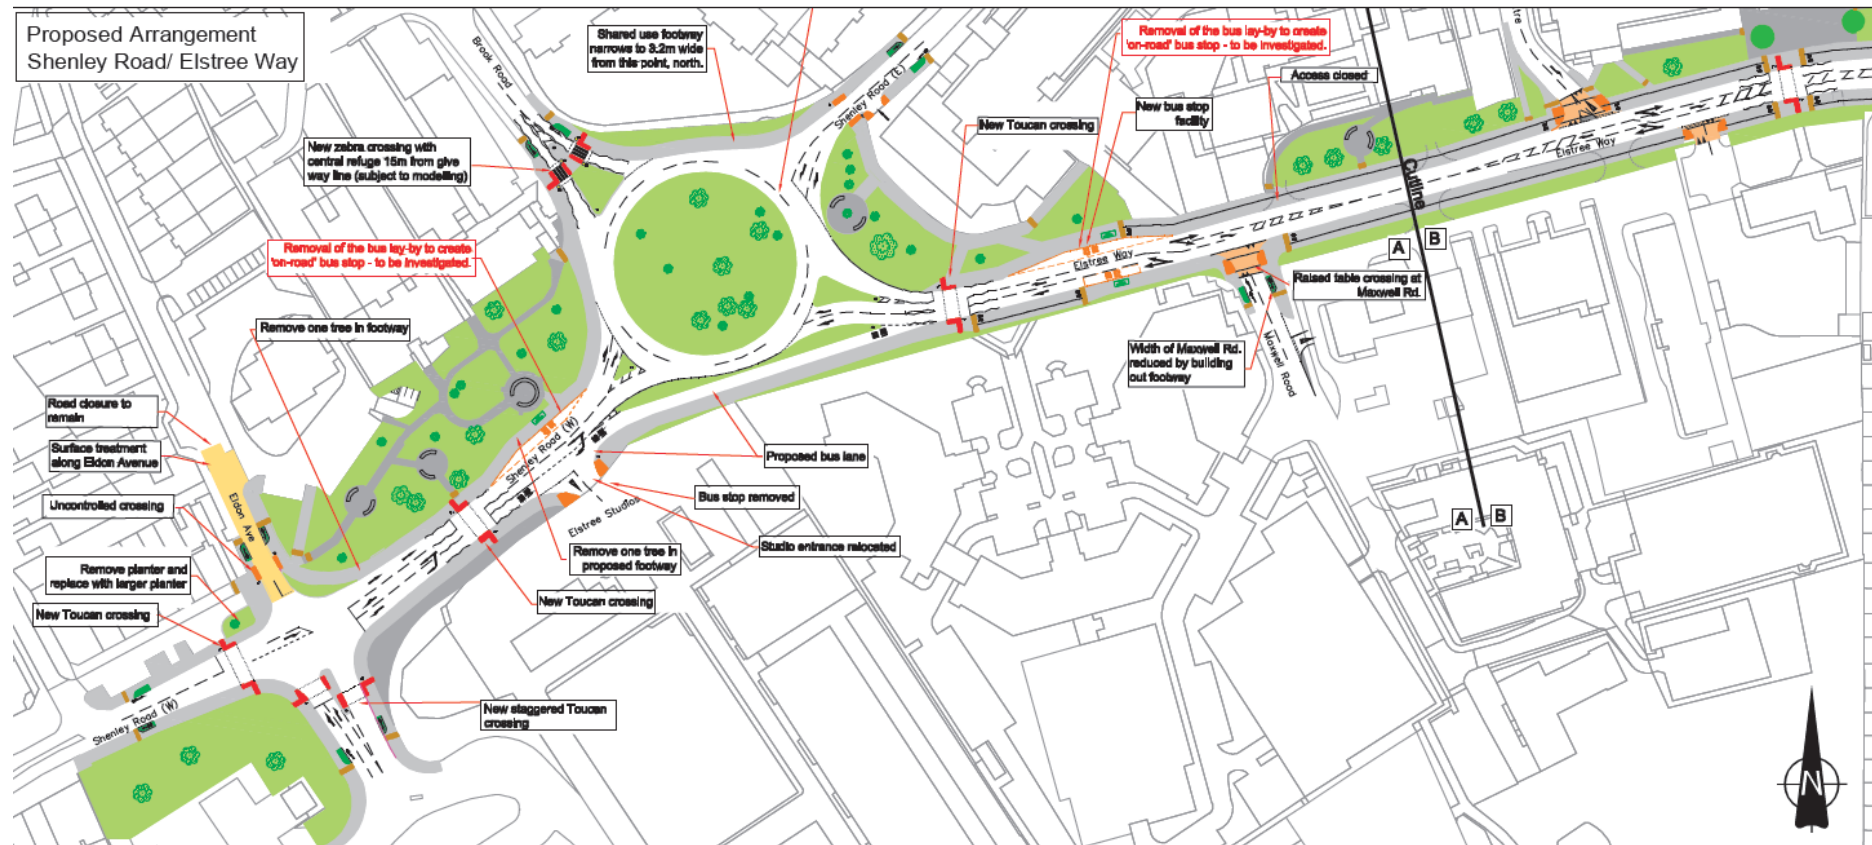 Proposed Arrangement
Shenley Road/ Elstree Way
Brook Road
Shared use footway
narrows to 3.2m wide
from this point, north.
Shenley Road (E)
Removal of the bus lay-by to create
'on-road' bus stop - to be investigated.
Access closed
New bus stop
facility
New Toucan crossing
New zebra crossing with
central refuge 15m from give
way line (subject to modelling)
Elstree Way
Cutline
A
B
Removal of the bus lay-by to create
'on-road' bus stop - to be investigated.
Elstree Way
Raised table crossing at
Maxwell Rd.
Remove one tree in footway
Width of Maxwell Rd.
reduced by building
out footway
Maxwell Road
Road closure to
remain
Surface treatment
along Eldon Avenue
Shenley Road (W)
Proposed bus lane
Uncontrolled crossing
Eldon Ave
Bus stop removed
Elstree Studios
A
B
Studio entrance relocated
Remove one tree in
proposed footway
Remove planter and
replace with larger planter
New Toucan crossing
New Toucan crossing
New staggered Toucan
crossing
Shenley Road (W)
N